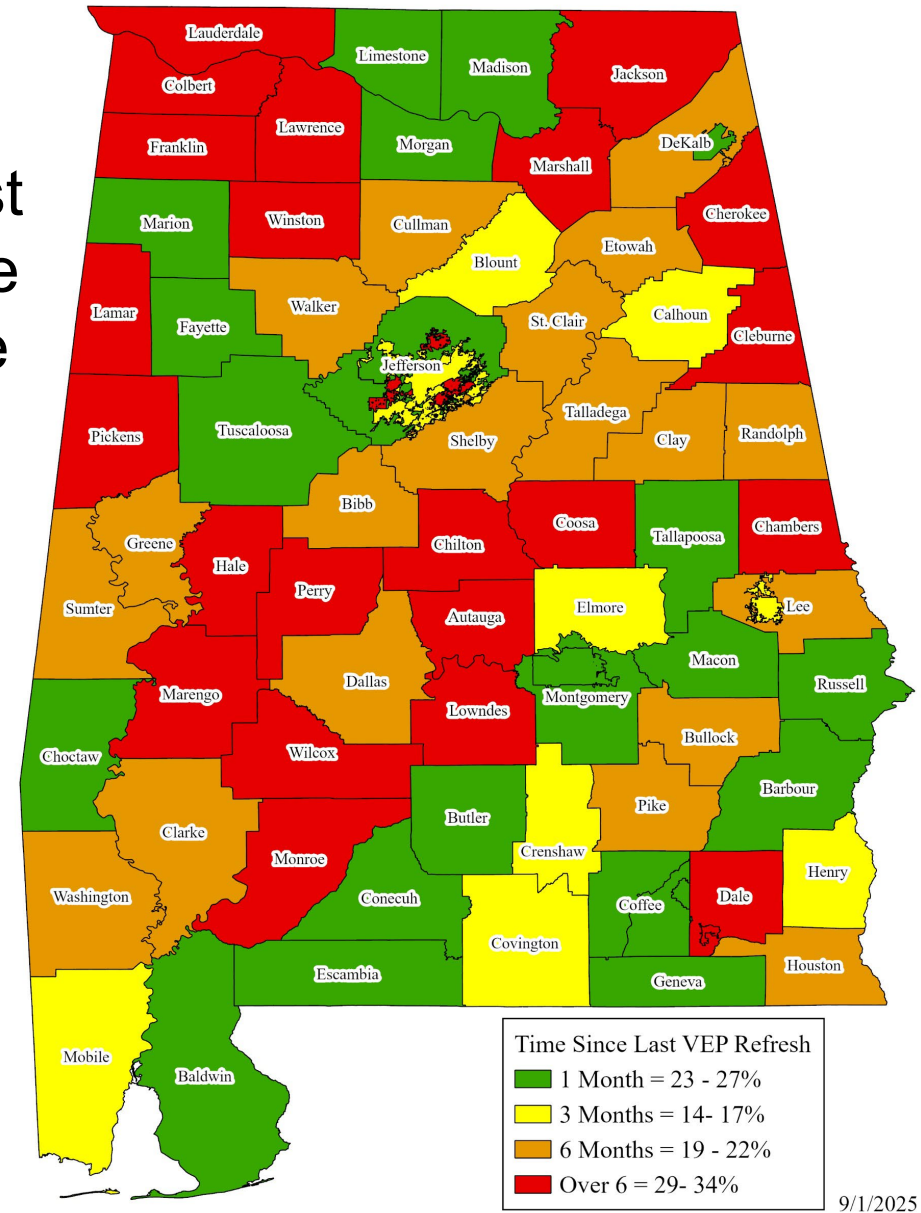 Lauderdale
Limestone
Madison
Jackson
Colbert
Lawrence
Franklin
Morgan
DeKalb
Marshall
st
Marion
Winston
Cullman
Cherokee
Etowah
e
Blount
Walker
Lamar
Fayette
St. Clair
Calhoun
Cleburne
e
Jefferson
Talladega
Pickens
Tuscaloosa
Shelby
Clay
Randolph
Bibb
Greene
Chilton
Coosa
Tallapoosa
Chambers
Hale
Perry
Sumter
Autauga
Elmore
Lee
Macon
Dallas
Russell
Marengo
Montgomery
Lowndes
Choctaw
Wilcox
Bullock
Barbour
Clarke
Butler
Pike
Crenshaw
Monroe
Henry
Washington
Conecuh
Coffee
Dale
Covington
Escambia
Houston
Geneva
Mobile
Baldwin
Time Since Last VEP Refresh
1 Month = 23 - 27%
3 Months = 14- 17%
6 Months = 19 - 22%
Over 6 = 29- 34%
9/1/2025